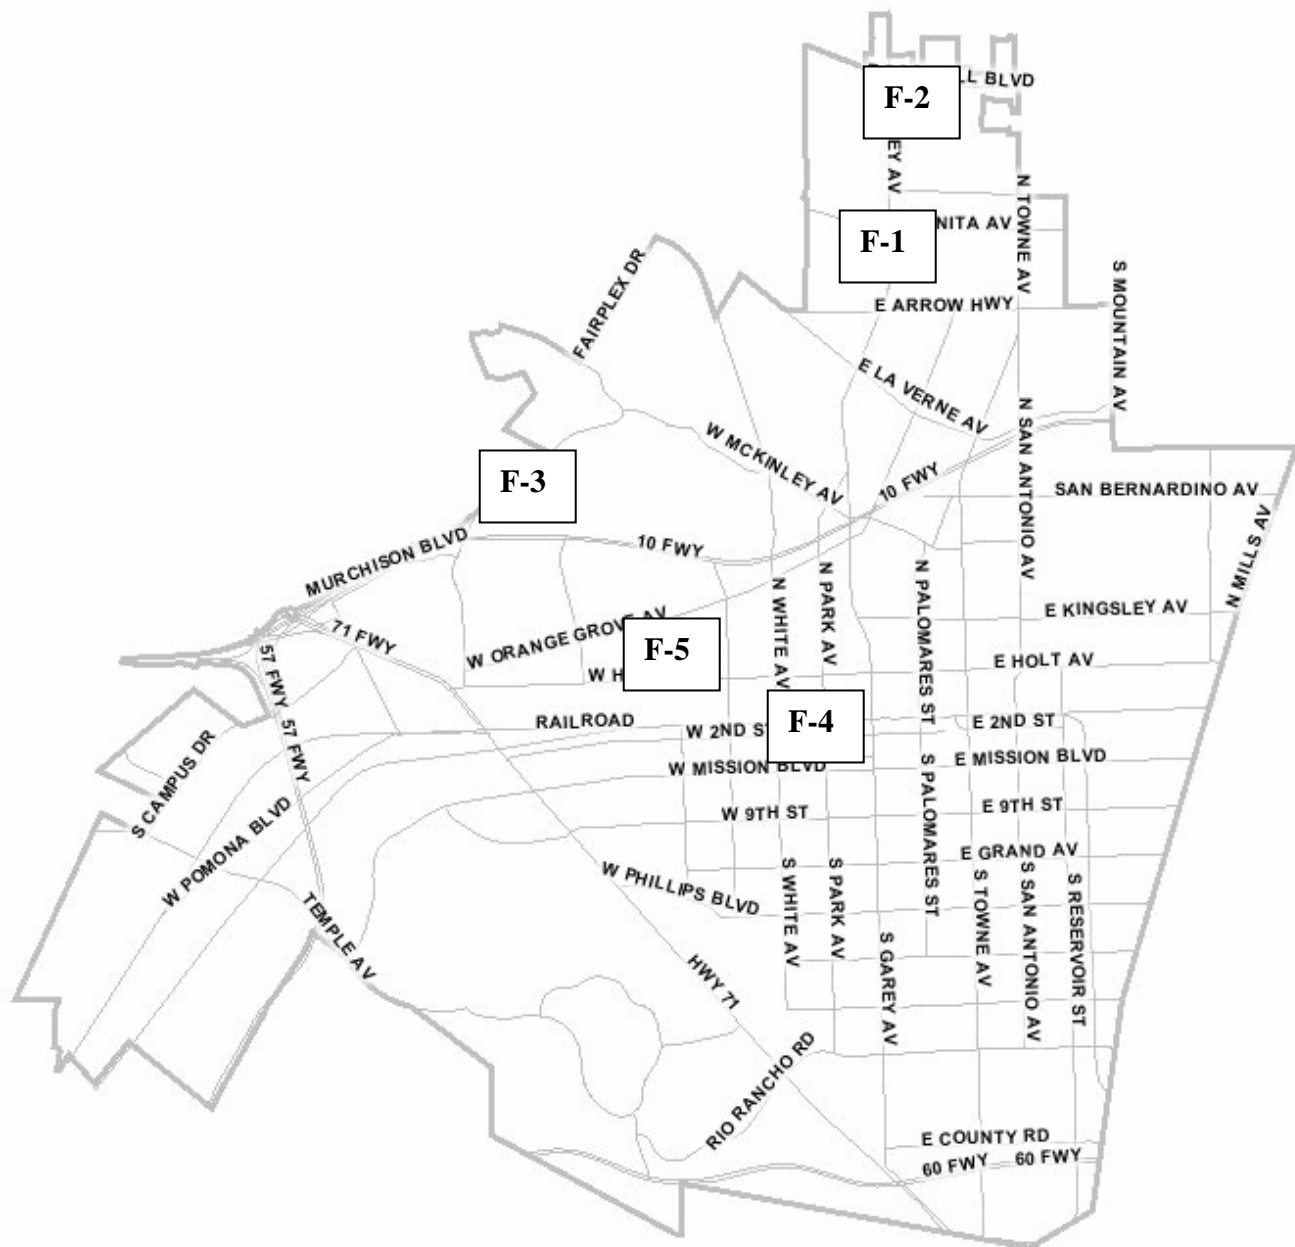 LL BLVD
F-2
EY AV
N TOWNE AV
NITA AV
F-1
FAIRPLEX DR
S MOUNTAIN AV
E ARROW HWY
E LA VERNE AV
N SAN ANTONIO AV
W MCKINLEY AV
10 FWY
F-3
SAN BERNARDINO AV
N MILLS AV
MURCHISON BLVD
10 FWY
N WHITE AV
N PARK AV
N PALOMARES ST
E KINGSLEY AV
71 FWY
W ORANGE GROVE AV
F-5
W H
E HOLT AV
57 FWY
57 FWY
RAILROAD
W 2ND ST
F-4
E 2ND ST
S CAMPUS DR
W MISSION BLVD
E MISSION BLVD
S PALOMARES ST
W POMONA BLVD
W 9TH ST
E 9TH ST
E GRAND AV
W PHILLIPS BLVD
S WHITE AV
S PARK AV
S TOWNE AV
S SAN ANTONIO AV
S RESERVOIR ST
TEMPLE AV
S GAREY AV
HWY 71
RIO RANCHO RD
E COUNTY RD
60 FWY
60 FWY